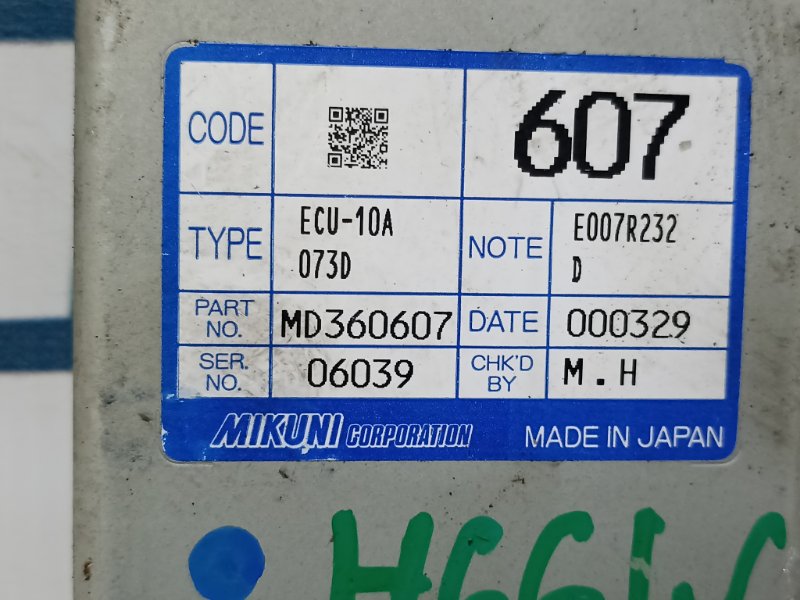 CODE 607
TYPE ECU-10A 073D NOTE E007R232 D
PART NO. MD360607 DATE 000329
SER. NO. 06039 CHK'D BY M.H
MIKUNI CORPORATION MADE IN JAPAN